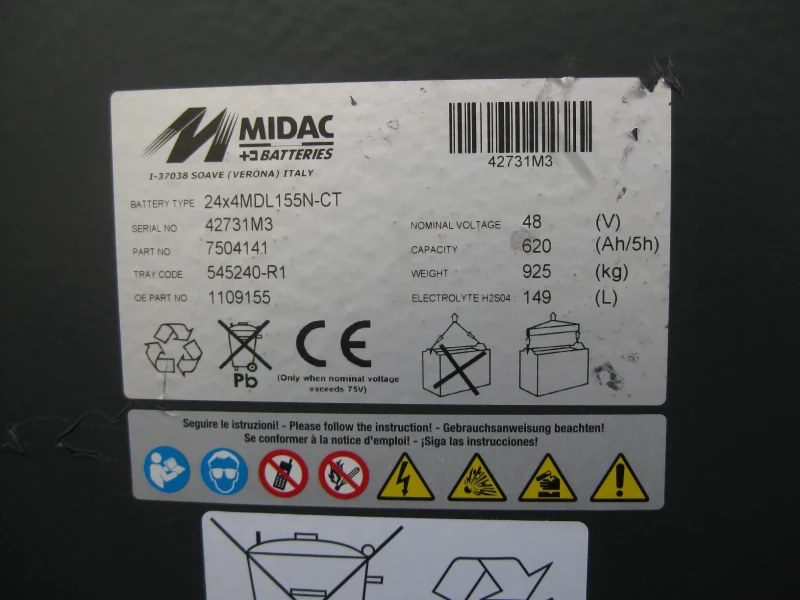 MIDAC
BATTERIES
I-37038 SOAVE (VERONA) ITALY
42731M3
BATTERY TYPE 24x4MDL155N-CT
SERIAL NO 42731M3
PART NO 7504141
TRAY CODE 545240-R1
OE PART NO 1109155
NOMINAL VOLTAGE 48 (V)
CAPACITY 620 (Ah/5h)
WEIGHT 925 (kg)
ELECTROLYTE H2S04 149 (L)
Pb
CE
(Only when nominal voltage
exceeds 75V)
Seguire le istruzioni! - Please follow the instruction! - Gebrauchsanweisung beachten!
Se conformer à la notice d'emploi! - ¡Siga las instrucciones!